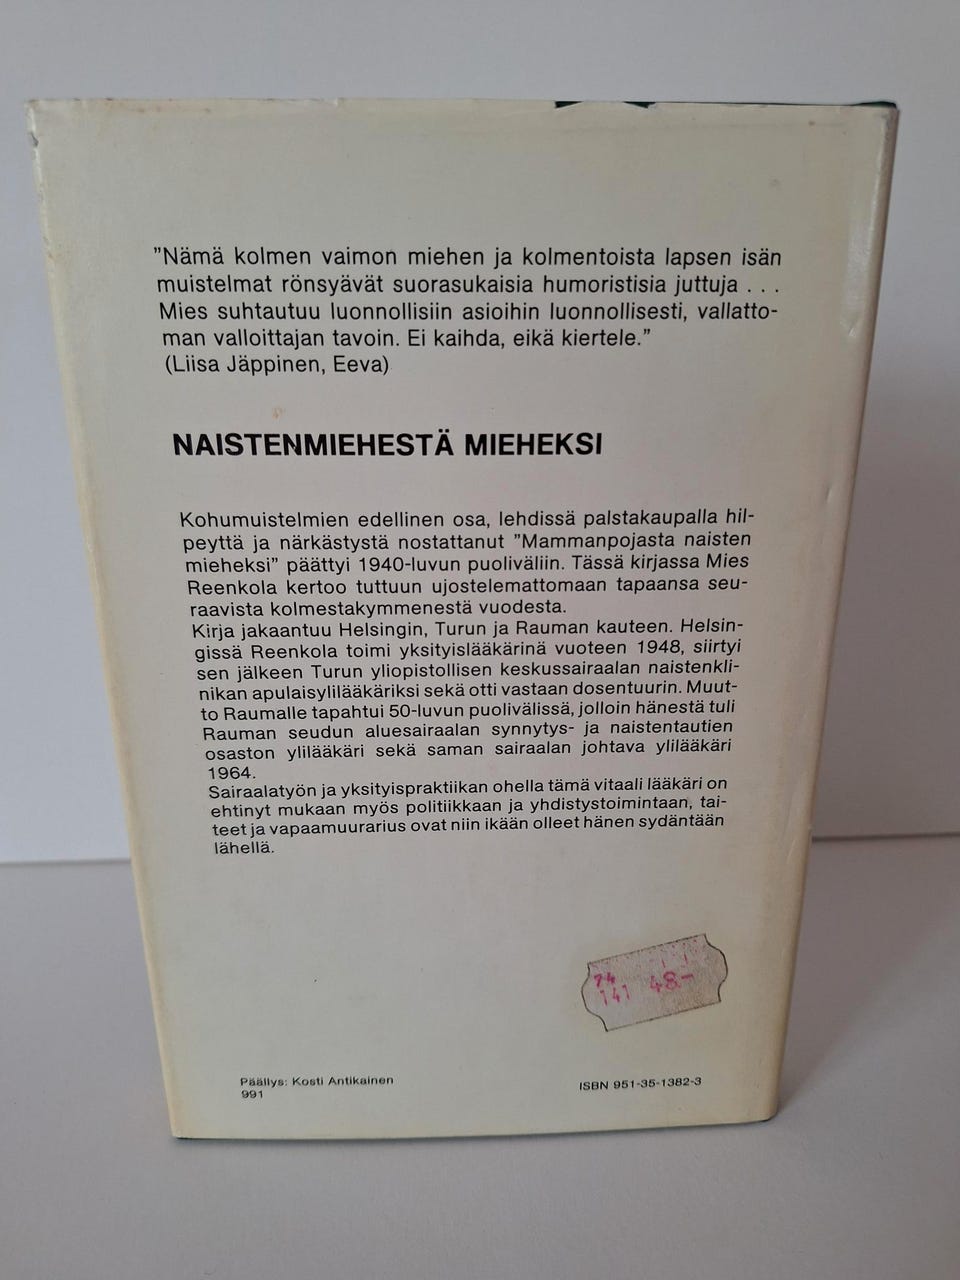 "Nämä kolmen vaimon miehen ja kolmentoista lapsen isän
muistelmat rönsyävät suorasukaisia humoristisia juttuja . . .
Mies suhtautuu luonnollisiin asioihin luonnollisesti, vallatto-
man valloittajan tavoin. Ei kaihda, eikä kiertele."
(Liisa Jäppinen, Eeva)
NAISTENMIEHESTÄ MIEHEKSI
Kohumuistelmien edellinen osa, lehdissä palstakaupalla hil-
peyttä ja närkästystä nostattanut "Mammanpojasta naisten
mieheksi" päättyi 1940-luvun puoliväliin. Tässä kirjassa Mies
Reenkola kertoo tuttuun ujostelemattomaan tapaansa seu-
raavista kolmestakymmenestä vuodesta.
Kirja jakaantuu Helsingin, Turun ja Rauman kauteen. Helsin-
gissä Reenkola toimi yksityislääkärinä vuoteen 1948, siirtyi
sen jälkeen Turun yliopistollisen keskussairaalan naistenkli-
nikan apulaisylilääkäriksi sekä otti vastaan dosentuurin. Muut-
to Raumalle tapahtui 50-luvun puolivälissä, jolloin hänestä tuli
Rauman seudun aluesairaalan synnytys- ja naistentautien
osaston ylilääkäri sekä saman sairaalan johtava ylilääkäri
1964.
Sairaalatyön ja yksityispraktiikan ohella tämä vitaali lääkäri on
ehtinyt mukaan myös politiikkaan ja yhdistystoimintaan, tai-
teet ja vapaamuurarius ovat niin ikään olleet hänen sydäntään
lähellä.
74
141 48.-
Päällys: Kosti Antikainen
991
ISBN 951-35-1382-3